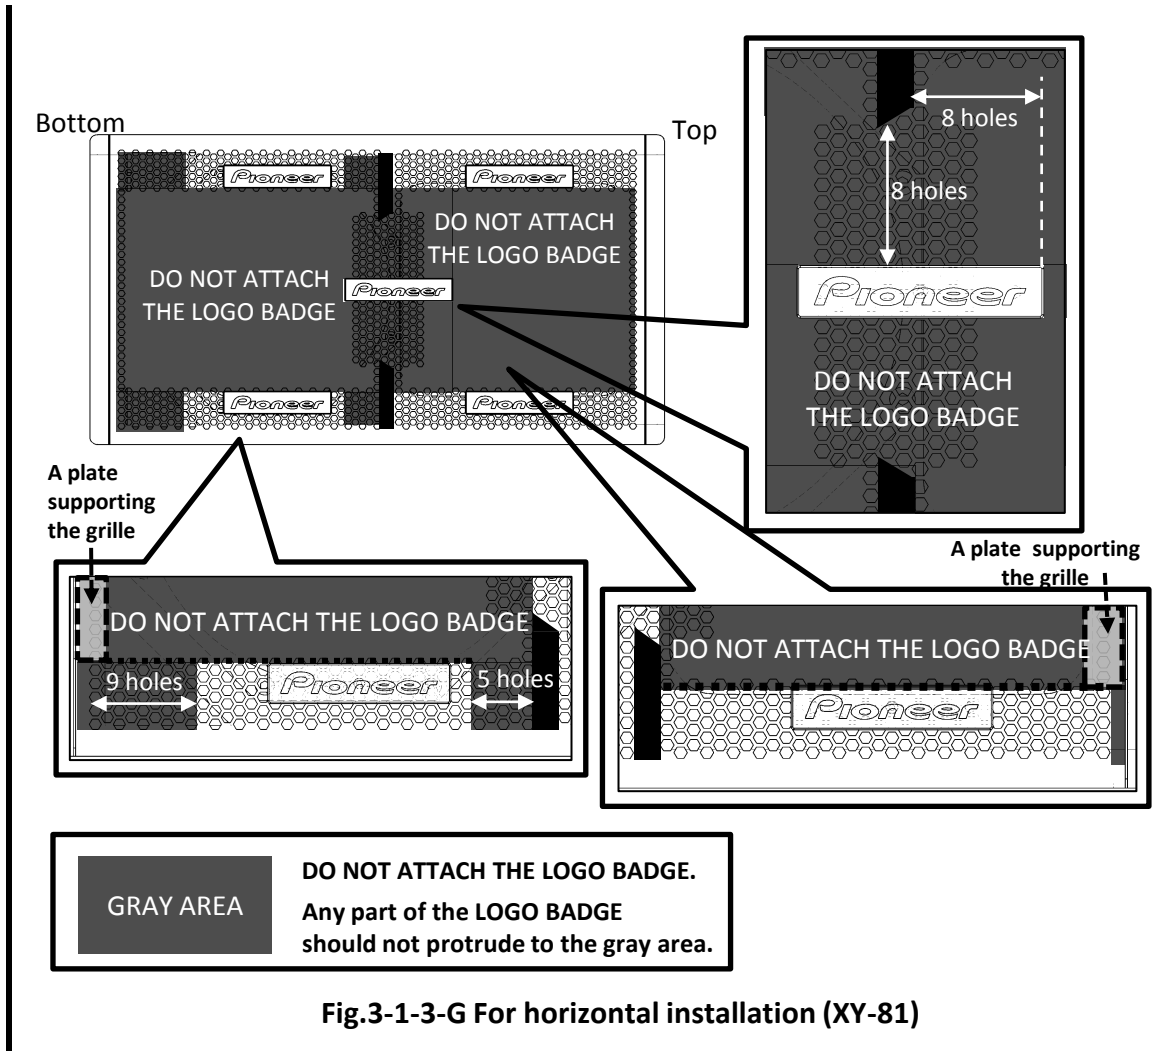 Bottom
Top
Pioneer
Pioneer
DO NOT ATTACH
THE LOGO BADGE
DO NOT ATTACH
THE LOGO BADGE
Pioneer
Pioneer
Pioneer
8 holes
8 holes
Pioneer
DO NOT ATTACH
THE LOGO BADGE
A plate
supporting
the grille
DO NOT ATTACH THE LOGO BADGE
9 holes
Pioneer
5 holes
A plate supporting
the grille
DO NOT ATTACH THE LOGO BADGE
Pioneer
GRAY AREA
DO NOT ATTACH THE LOGO BADGE.
Any part of the LOGO BADGE
should not protrude to the gray area.
Fig.3-1-3-G For horizontal installation (XY-81)